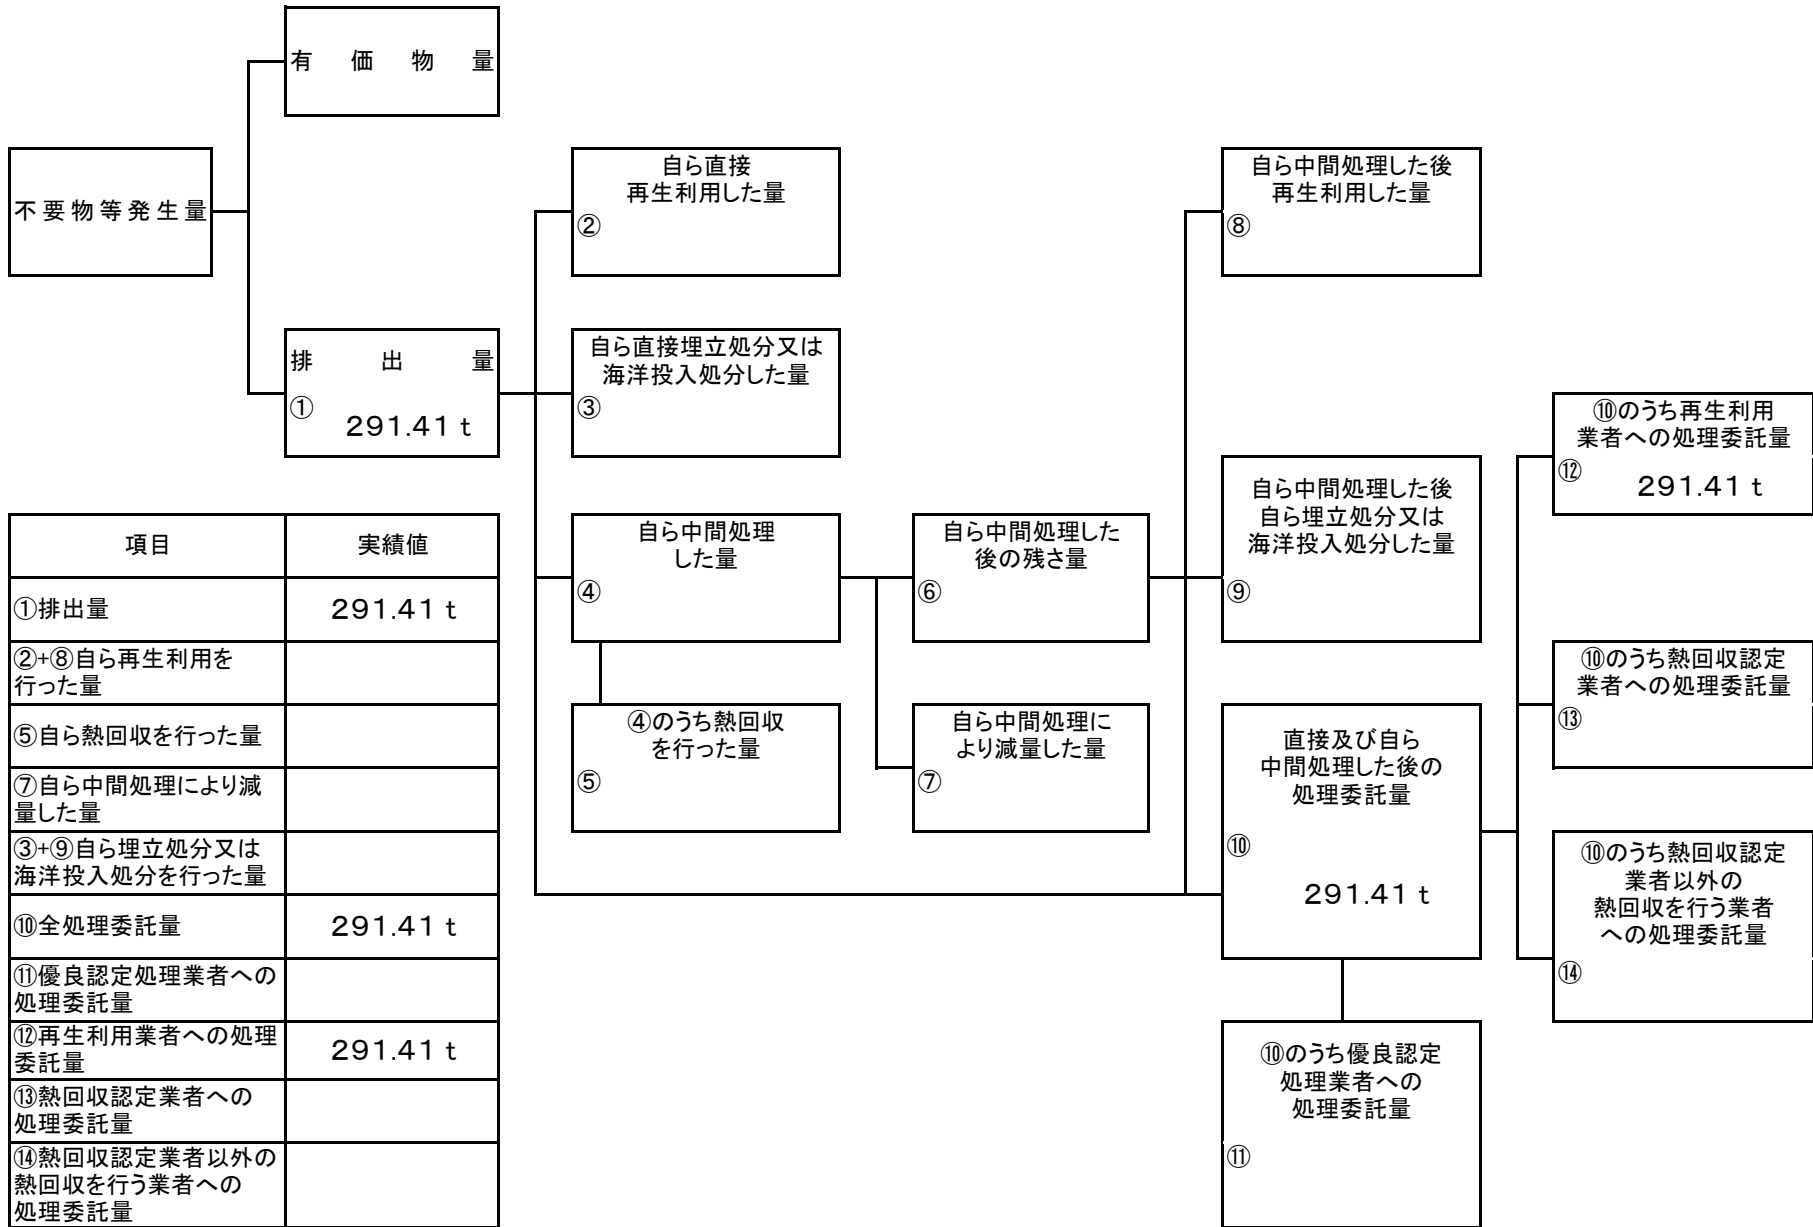 有価物量
不要物等発生量
排出量
①
291.41 t
自ら直接
再生利用した量
②
自ら直接埋立処分又は
海洋投入処分した量
③
自ら中間処理
した量
④
④のうち熱回収
を行った量
⑤
自ら中間処理した
後の残さ量
⑥
自ら中間処理に
より減量した量
⑦
自ら中間処理した後
再生利用した量
⑧
自ら中間処理した後
自ら埋立処分又は
海洋投入処分した量
⑨
直接及び自ら
中間処理した後の
処理委託量
⑩
291.41 t
⑩のうち優良認定
処理業者への
処理委託量
⑪
⑩のうち再生利用
業者への処理委託量
⑫
291.41 t
⑩のうち熱回収認定
業者への処理委託量
⑬
⑩のうち熱回収認定
業者以外の
熱回収を行う業者
への処理委託量
⑭
項目 実績値
①排出量 291.41 t
②+⑧自ら再生利用を
行った量
⑤自ら熱回収を行った量
⑦自ら中間処理により減
量した量
③+⑨自ら埋立処分又は
海洋投入処分を行った量
⑩全処理委託量 291.41 t
⑪優良認定処理業者への
処理委託量
⑫再生利用業者への処理
委託量
291.41 t
⑬熱回収認定業者への
処理委託量
⑭熱回収認定業者以外の
熱回収を行う業者への
処理委託量